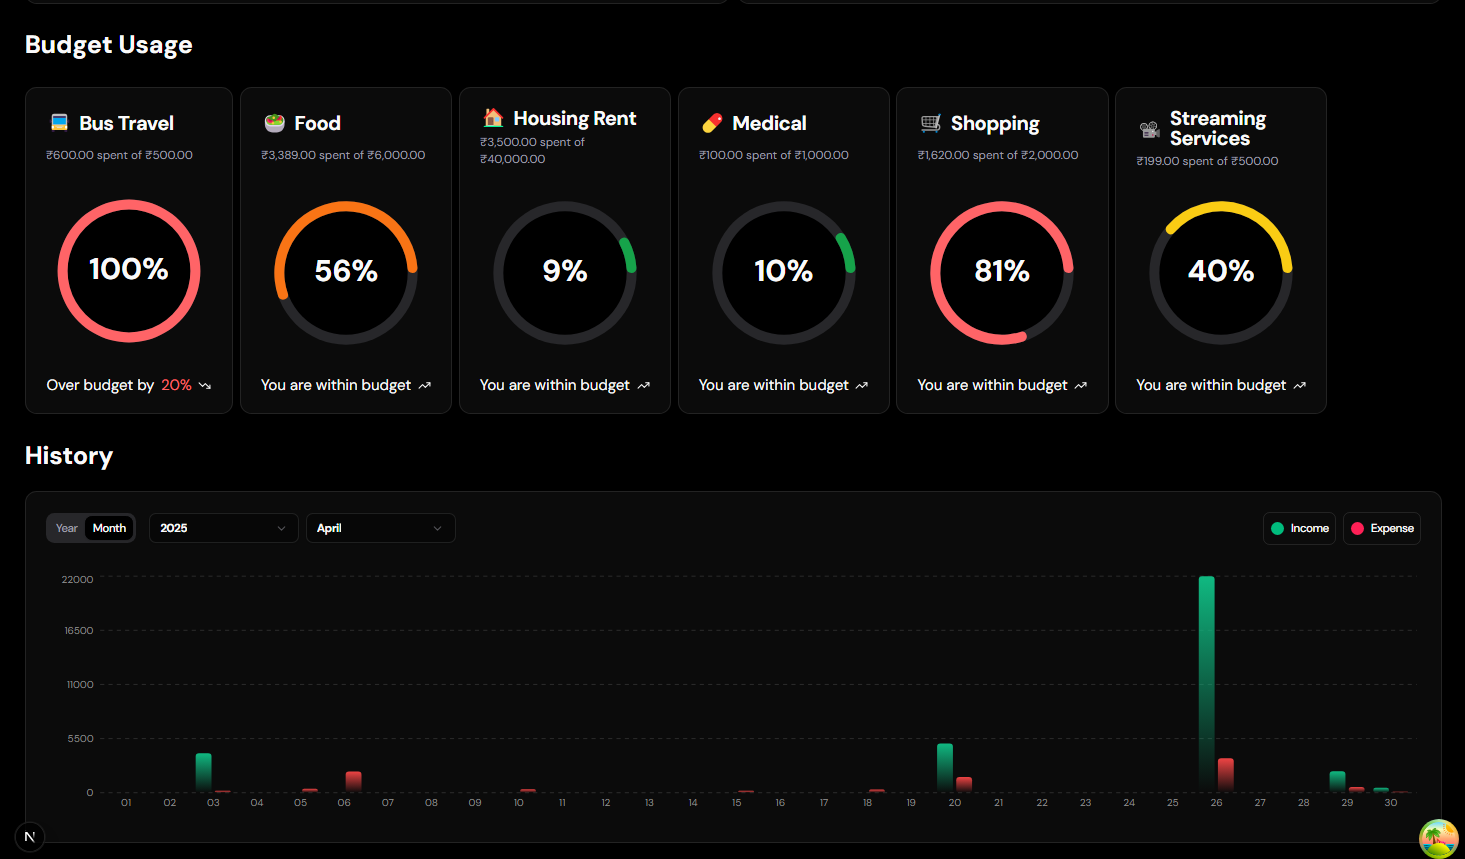 Budget Usage
Bus Travel
₹600.00 spent of ₹500.00
100%
Over budget by 20%
Food
₹3,389.00 spent of ₹6,000.00
56%
You are within budget
Housing Rent
₹3,500.00 spent of
₹40,000.00
9%
You are within budget
Medical
₹100.00 spent of ₹1,000.00
10%
You are within budget
Shopping
₹1,620.00 spent of ₹2,000.00
81%
You are within budget
Streaming
Services
₹199.00 spent of ₹500.00
40%
You are within budget
History
Year Month 2025 April Income Expense
22000
16500
11000
5500
0
01 02 03 04 05 06 07 08 09 10 11 12 13 14 15 16 17 18 19 20 21 22 23 24 25 26 27 28 29 30
N